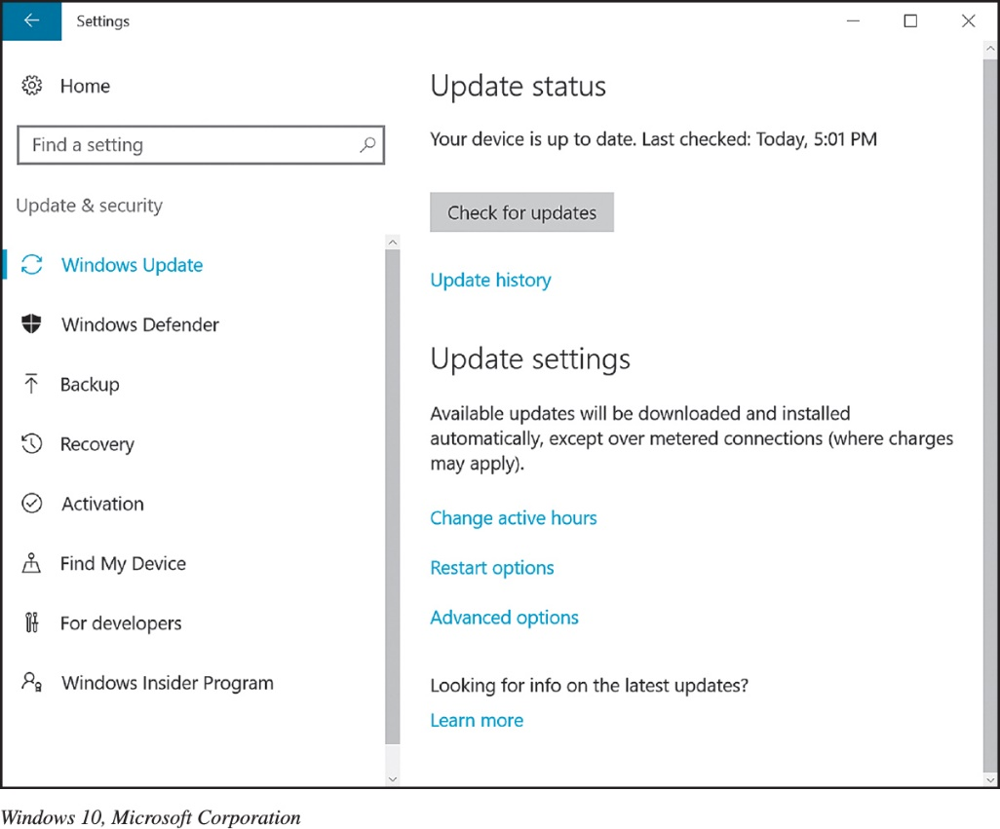 Settings
Home
Find a setting
Update & security
Windows Update
Windows Defender
Backup
Recovery
Activation
Find My Device
For developers
Windows Insider Program
Update status
Your device is up to date. Last checked: Today, 5:01 PM
Check for updates
Update history
Update settings
Available updates will be downloaded and installed
automatically, except over metered connections (where charges
may apply).
Change active hours
Restart options
Advanced options
Looking for info on the latest updates?
Learn more
Windows 10, Microsoft Corporation